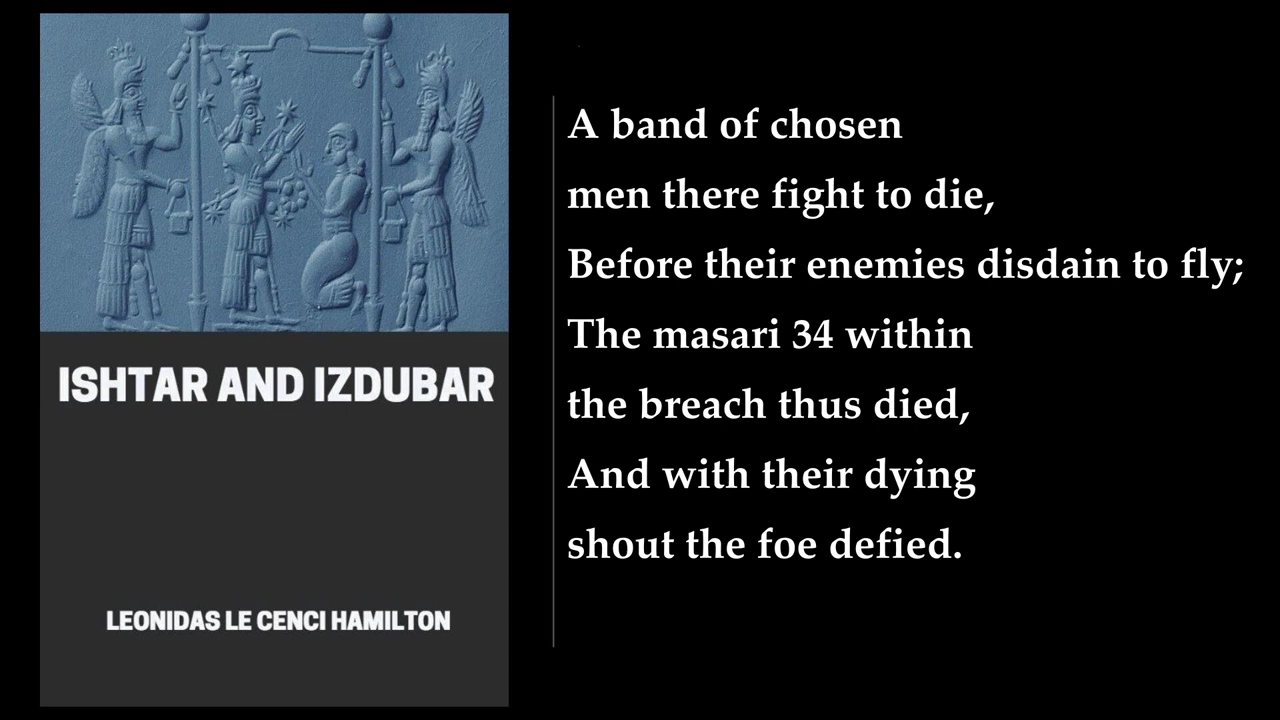 ISHTAR AND IZDUBAR
LEONIDAS LE CENCI HAMILTON
A band of chosen
men there fight to die,
Before their enemies disdain to fly;
The masari 34 within
the breach thus died,
And with their dying
shout the foe defied.